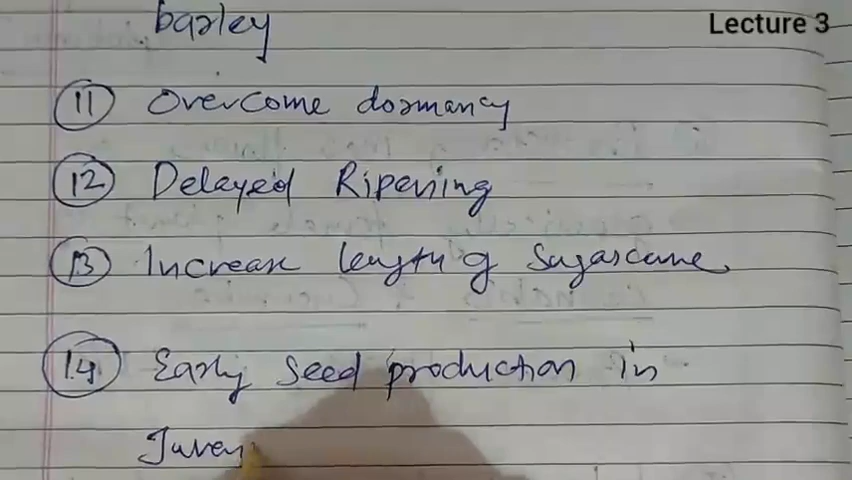 Lecture 3
barley
11 Overcome dormancy
12 Delayed Ripening
13 Increase length of Sugarcane
14 Early Seed production in
Juven